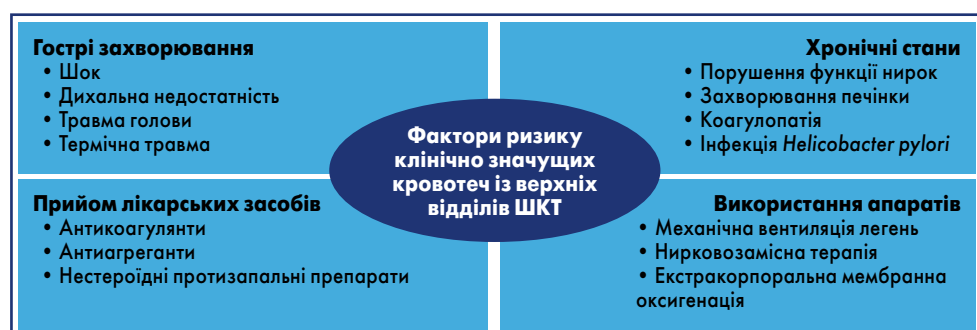 Гострі захворювання
• Шок
• Дихальна недостатність
• Травма голови
• Термічна травма
Хронічні стани
• Порушення функції нирок
• Захворювання печінки
• Коагулопатія
• Інфекція Helicobacter pylori
Фактори ризику
клінічно значущих
кровотеч із верхніх
відділів ШКТ
Прийом лікарських засобів
• Антикоагулянти
• Антиагреганти
• Нестероїдні протизапальні препарати
Використання апаратів
• Механічна вентиляція легень
• Нирковозамісна терапія
• Екстракорпоральна мембранна
оксигенація